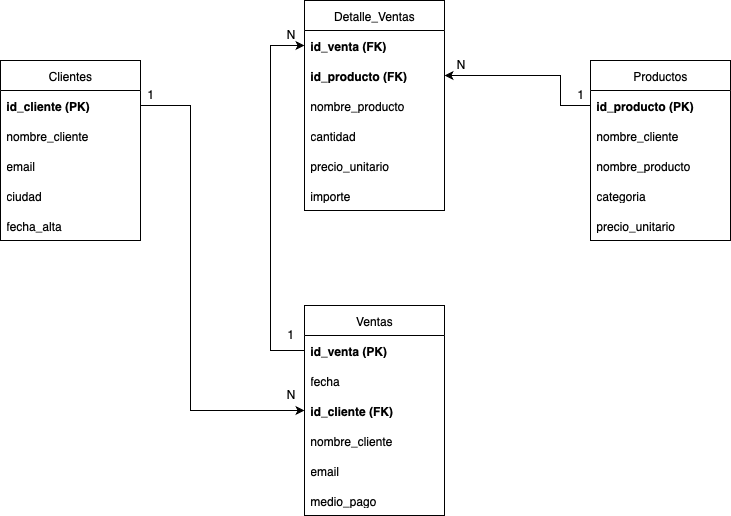 Detalle_Ventas
N
id_venta (FK)
id_producto (FK)
nombre_producto
cantidad
precio_unitario
importe
N
1
Clientes
id_cliente (PK)
nombre_cliente
email
ciudad
fecha_alta
1
Productos
id_producto (PK)
nombre_cliente
nombre_producto
categoria
precio_unitario
Ventas
1
id_venta (PK)
fecha
N
id_cliente (FK)
nombre_cliente
email
medio_pago